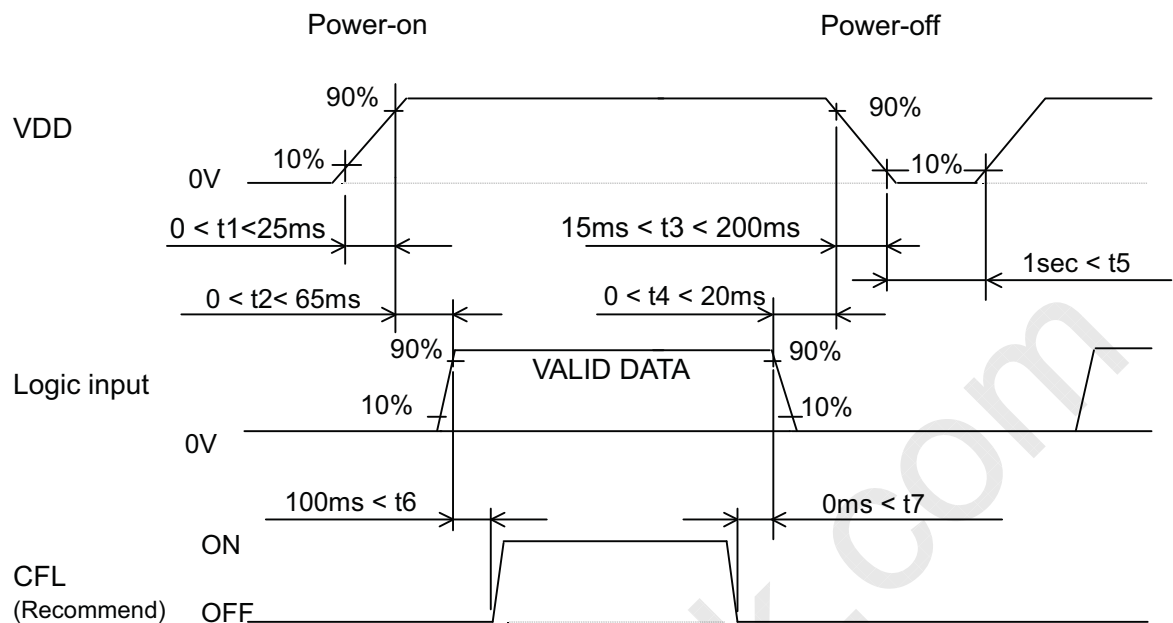 Power-on Power-off
90% 90%
VDD
10% 10%
0V
0 < t1<25ms 15ms < t3 < 200ms
1sec < t5
0 < t2< 65ms 0 < t4 < 20ms
90% 90%
VALID DATA
Logic input
10% 10%
0V
100ms < t6 0ms < t7
ON
CFL
(Recommend) OFF